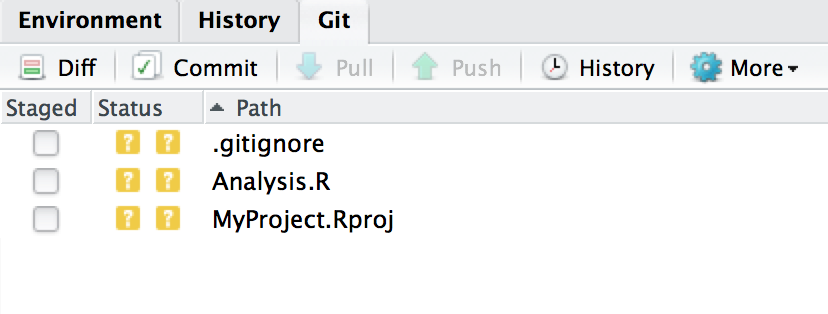 Environment History Git
Diff Commit Pull Push History More
Staged Status Path
? ? .gitignore
? ? Analysis.R
? ? MyProject.Rproj